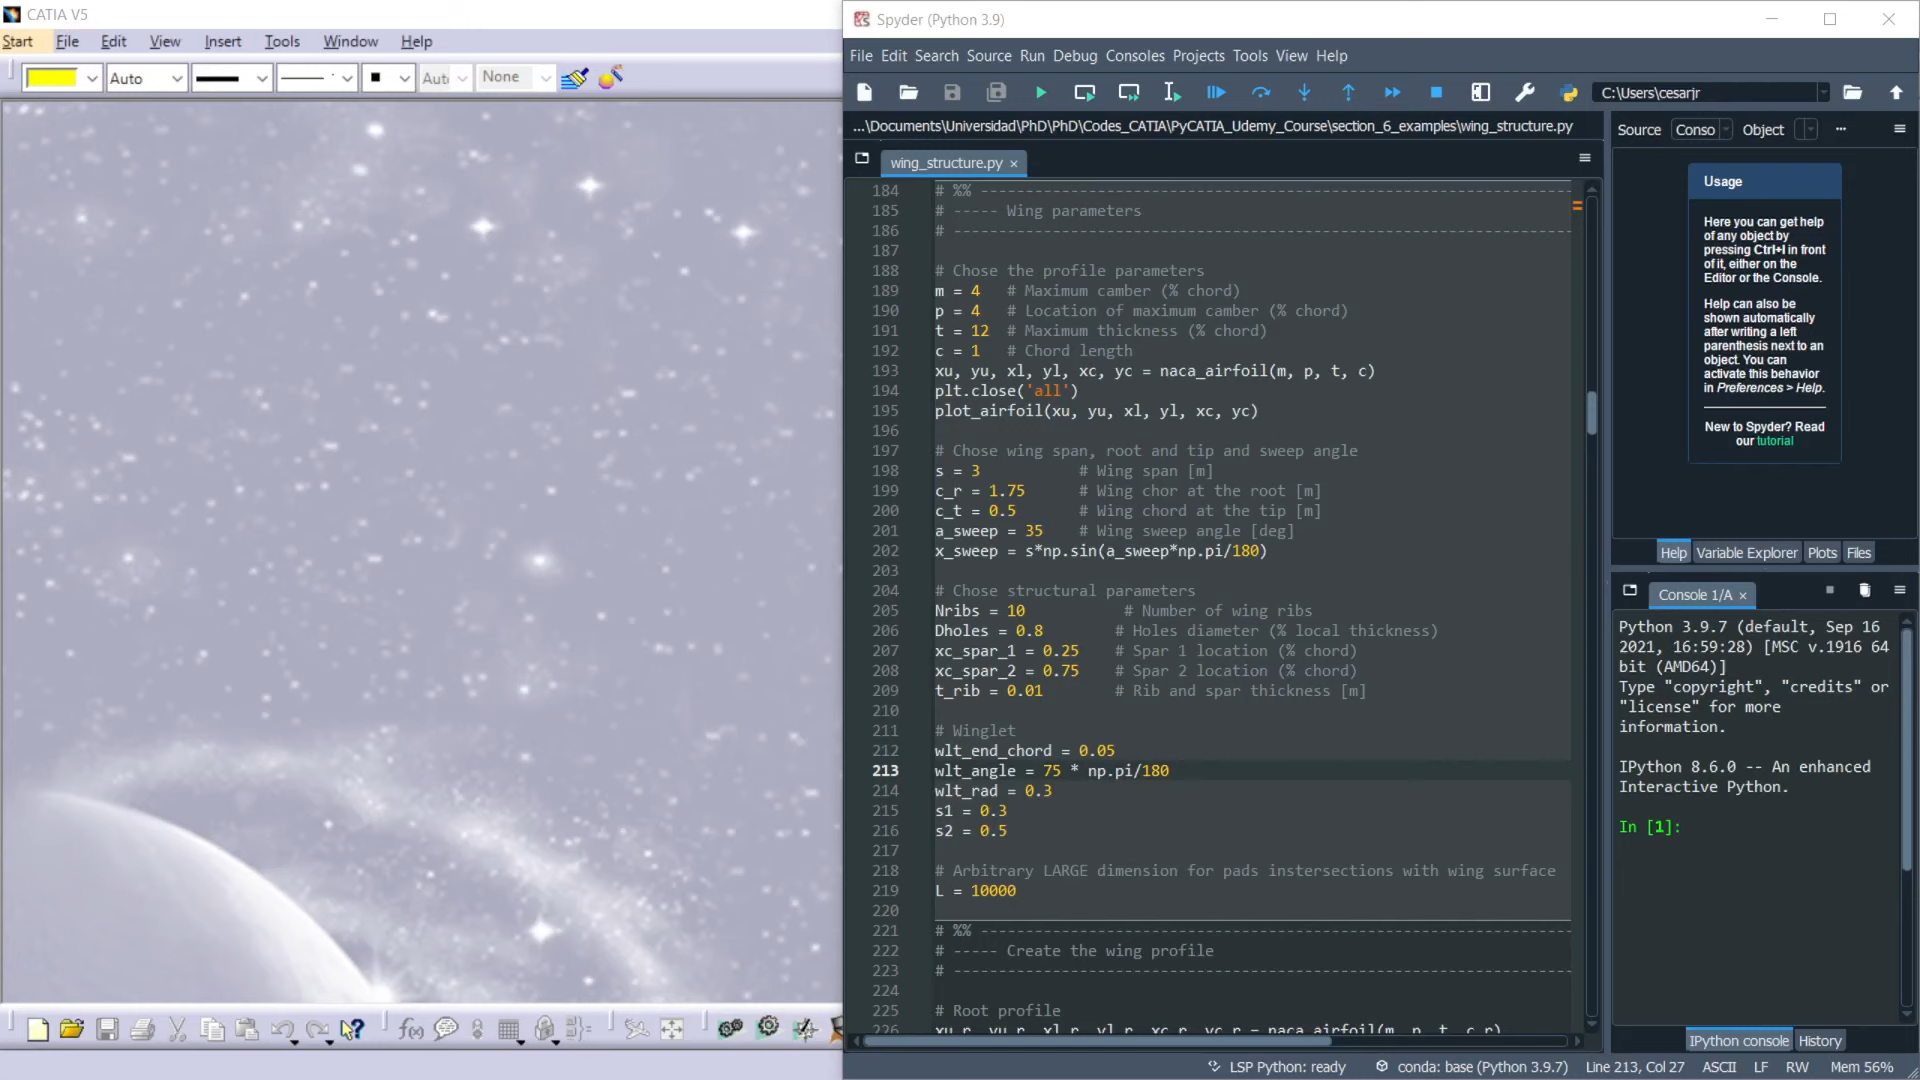 CATIA V5
Start File Edit View Insert Tools Window Help
Auto Aut None
Spyder (Python 3.9)
File Edit Search Source Run Debug Consoles Projects Tools View Help
C:\Users\cesarjr
...\Documents\Universidad\PhD\PhD\Codes_CATIA\PyCATIA_Udemy_Course\section_6_examples\wing_structure.py
wing_structure.py
184 # %% ------------------------------------------------------------------
185 # ----- Wing parameters
186 # ---------------------------------------------------------------------
187
188 # Chose the profile parameters
189 m = 4 # Maximum camber (% chord)
190 p = 4 # Location of maximum camber (% chord)
191 t = 12 # Maximum thickness (% chord)
192 c = 1 # Chord length
193 xu, yu, xl, yl, xc, yc = naca_airfoil(m, p, t, c)
194 plt.close('all')
195 plot_airfoil(xu, yu, xl, yl, xc, yc)
196
197 # Chose wing span, root and tip and sweep angle
198 s = 3 # Wing span [m]
199 c_r = 1.75 # Wing chor at the root [m]
200 c_t = 0.5 # Wing chord at the tip [m]
201 a_sweep = 35 # Wing sweep angle [deg]
202 x_sweep = s*np.sin(a_sweep*np.pi/180)
203
204 # Chose structural parameters
205 Nribs = 10 # Number of wing ribs
206 Dholes = 0.8 # Holes diameter (% local thickness)
207 xc_spar_1 = 0.25 # Spar 1 location (% chord)
208 xc_spar_2 = 0.75 # Spar 2 location (% chord)
209 t_rib = 0.01 # Rib and spar thickness [m]
210
211 # Winglet
212 wlt_end_chord = 0.05
213 wlt_angle = 75 * np.pi/180
214 wlt_rad = 0.3
215 s1 = 0.3
216 s2 = 0.5
217
218 # Arbitrary LARGE dimension for pads instersections with wing surface
219 L = 10000
220
221 # %% ------------------------------------------------------------------
222 # ----- Create the wing profile
223 # ---------------------------------------------------------------------
224
225 # Root profile
226 xu_r, yu_r, xl_r, yl_r, xc_r, yc_r = naca_airfoil(m, p, t, c_r)
Source Conso Object
Usage
Here you can get help
of any object by
pressing Ctrl+I in front
of it, either on the
Editor or the Console.
Help can also be
shown automatically
after writing a left
parenthesis next to an
object. You can
activate this behavior
in Preferences > Help.
New to Spyder? Read
our tutorial
Help Variable Explorer Plots Files
Console 1/A
Python 3.9.7 (default, Sep 16
2021, 16:59:28) [MSC v.1916 64
bit (AMD64)]
Type "copyright", "credits" or
"license" for more
information.
IPython 8.6.0 -- An enhanced
Interactive Python.
In [1]:
IPython console History
f(x)
LSP Python: ready conda: base (Python 3.9.7) Line 213, Col 27 ASCII LF RW Mem 56%